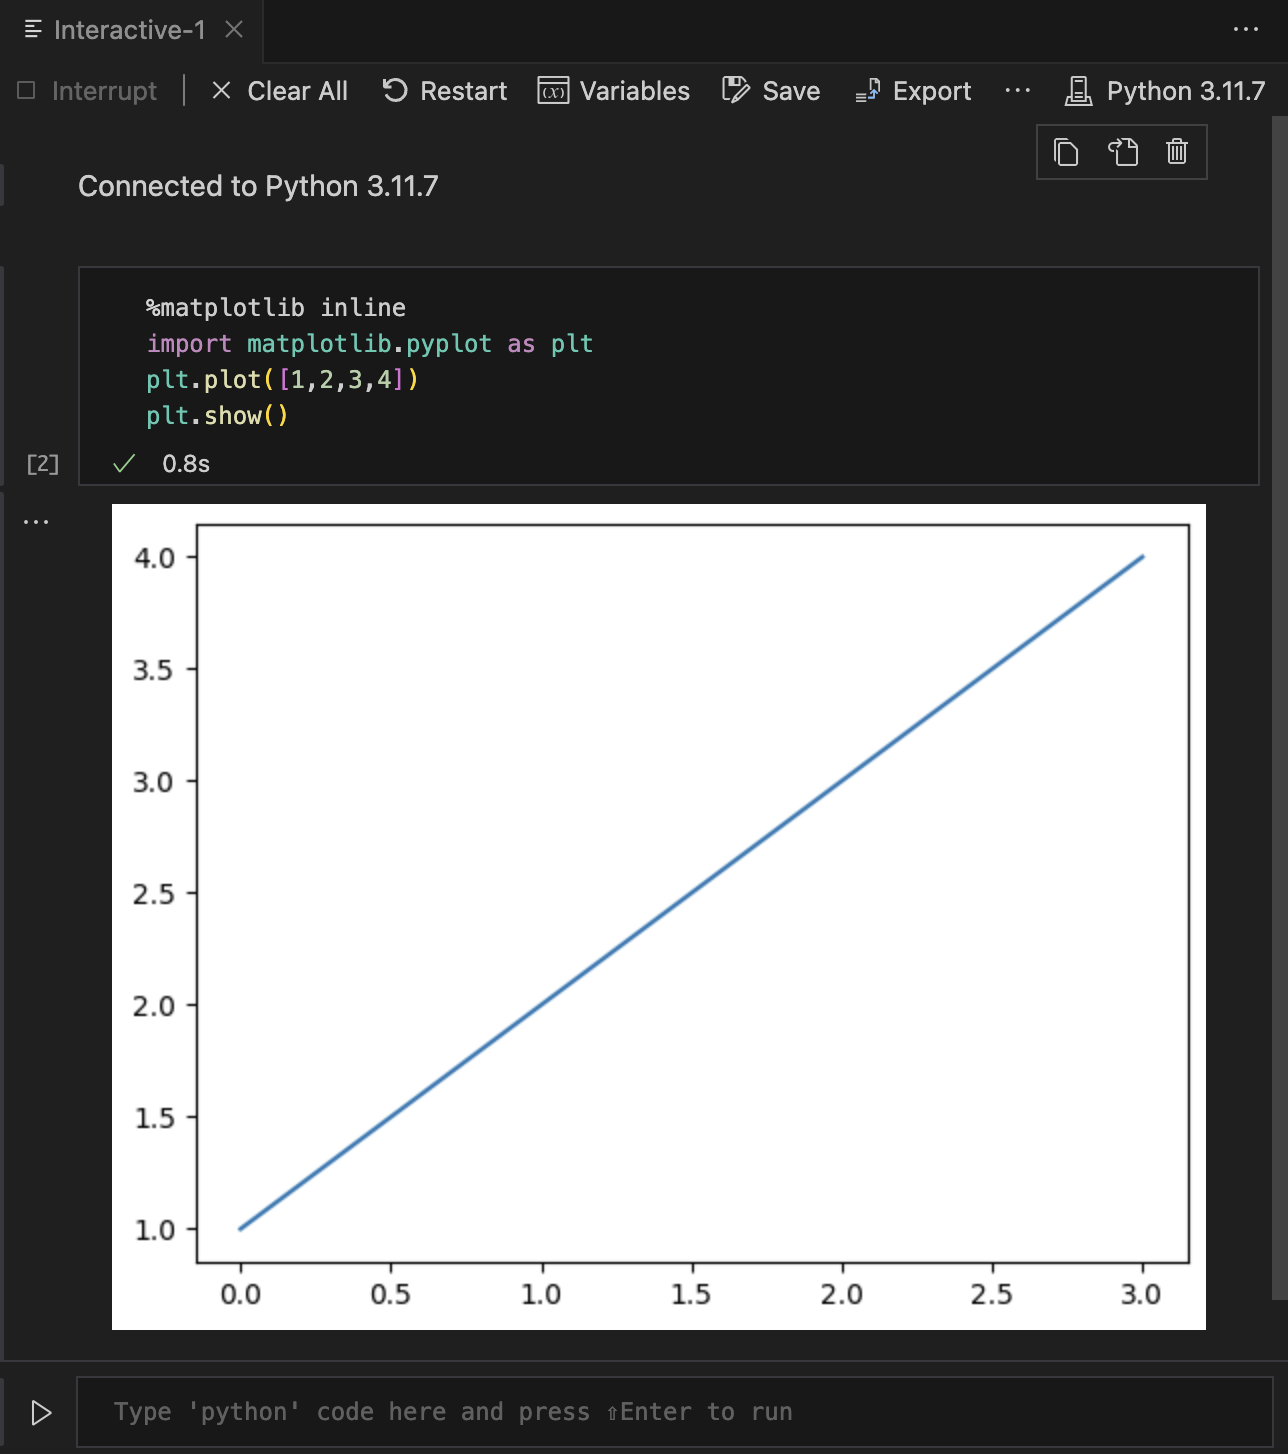 Interactive-1
Interrupt Clear All Restart Variables Save Export ... Python 3.11.7
Connected to Python 3.11.7
%matplotlib inline
import matplotlib.pyplot as plt
plt.plot([1,2,3,4])
plt.show()
[2] 0.8s
4.0
3.5
3.0
2.5
2.0
1.5
1.0
0.0 0.5 1.0 1.5 2.0 2.5 3.0
Type 'python' code here and press ⇧Enter to run